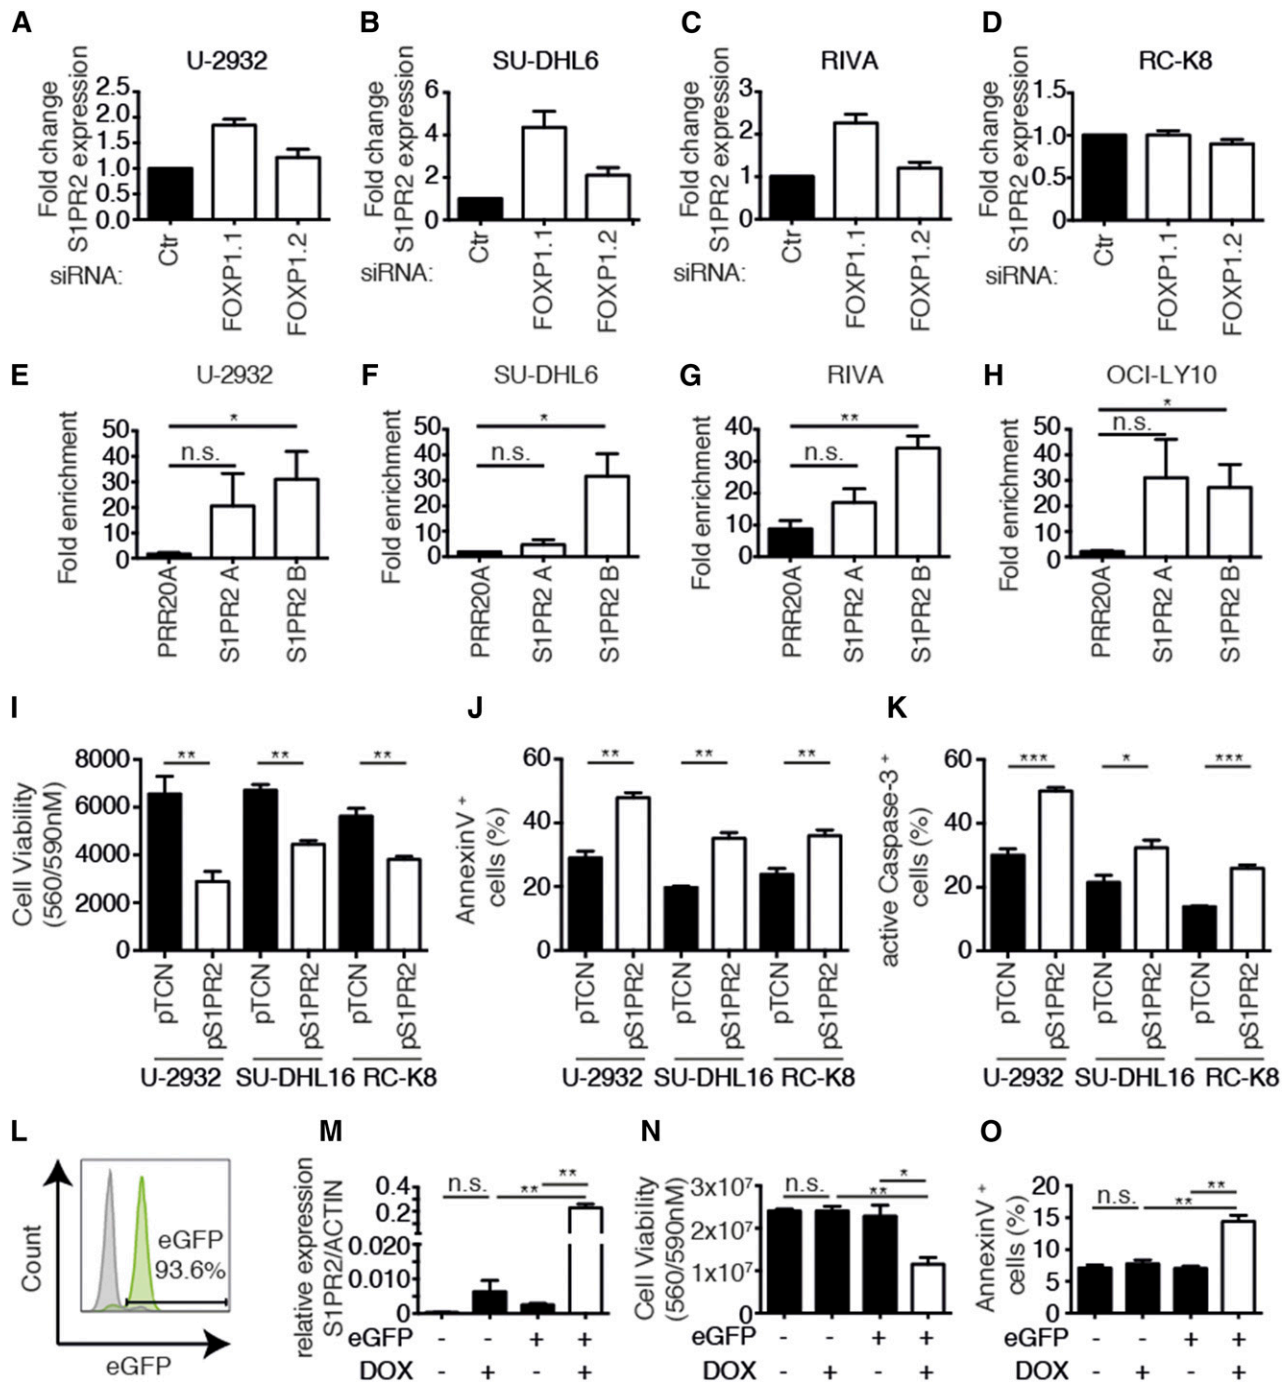 A B C D
U-2932 SU-DHL6 RIVA RC-K8
Fold change
S1PR2 expression
2.5
2.0
1.5
1.0
0.5
0.0
Ctr FOXP1.1 FOXP1.2
siRNA:
Fold change
S1PR2 expression
6
4
2
0
Ctr FOXP1.1 FOXP1.2
siRNA:
Fold change
S1PR2 expression
3
2
1
0
Ctr FOXP1.1 FOXP1.2
siRNA:
Fold change
S1PR2 expression
1.5
1.0
0.5
0
Ctr FOXP1.1 FOXP1.2
siRNA:
E F G H
U-2932 SU-DHL6 RIVA OCI-LY10
Fold enrichment
50
40
30
20
10
0
*
n.s.
PRR20A S1PR2 A S1PR2 B
Fold enrichment
50
40
30
20
10
0
*
n.s.
PRR20A S1PR2 A S1PR2 B
Fold enrichment
40
30
20
10
0
**
n.s.
PRR20A S1PR2 A S1PR2 B
Fold enrichment
50
40
30
20
10
0
*
n.s.
PRR20A S1PR2 A S1PR2 B
I J K
Cell Viability
(560/590nM)
8000
6000
4000
2000
0
** ** **
pTCN pS1PR2 pTCN pS1PR2 pTCN pS1PR2
U-2932 SU-DHL16 RC-K8
AnnexinV +
cells (%)
60
40
20
0
** ** **
pTCN pS1PR2 pTCN pS1PR2 pTCN pS1PR2
U-2932 SU-DHL16 RC-K8
active Caspase-3 +
cells (%)
60
40
20
0
*** * ***
pTCN pS1PR2 pTCN pS1PR2 pTCN pS1PR2
U-2932 SU-DHL16 RC-K8
L M N O
Count
eGFP
93.6%
eGFP
relative expression
S1PR2/ACTIN
0.4
0.2
0.020
0.010
0
n.s. ** **
eGFP - - + +
DOX - + - +
Cell Viability
(560/590nM)
3x10⁷
2x10⁷
1x10⁷
0
n.s. ** *
eGFP - - + +
DOX - + - +
AnnexinV +
cells (%)
20
15
10
5
0
n.s. ** **
eGFP - - + +
DOX - + - +